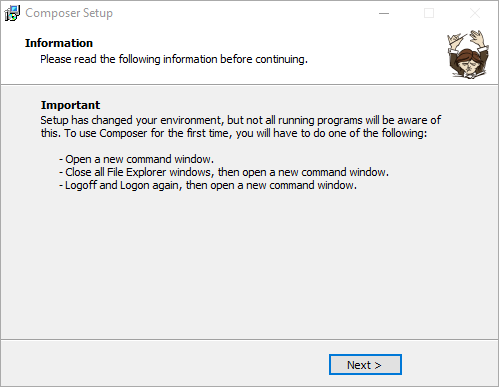 Composer Setup
Information
Please read the following information before continuing.
Important
Setup has changed your environment, but not all running programs will be aware of
this. To use Composer for the first time, you will have to do one of the following:
- Open a new command window.
- Close all File Explorer windows, then open a new command window.
- Logoff and Logon again, then open a new command window.
Next >